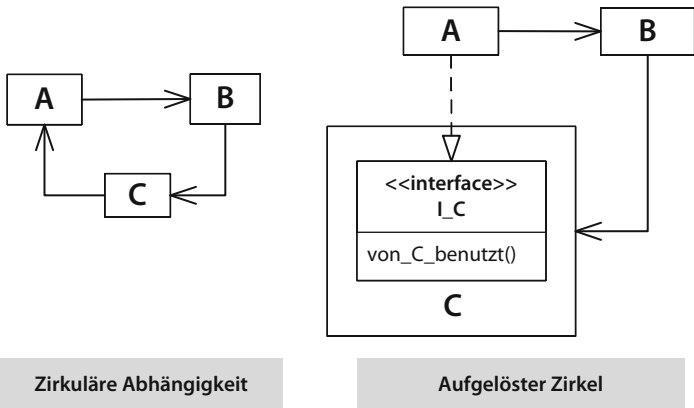 A
B
C
Zirkuläre Abhängigkeit
A
B
<<interface>>
I_C
von_C_benutzt()
C
Aufgelöster Zirkel